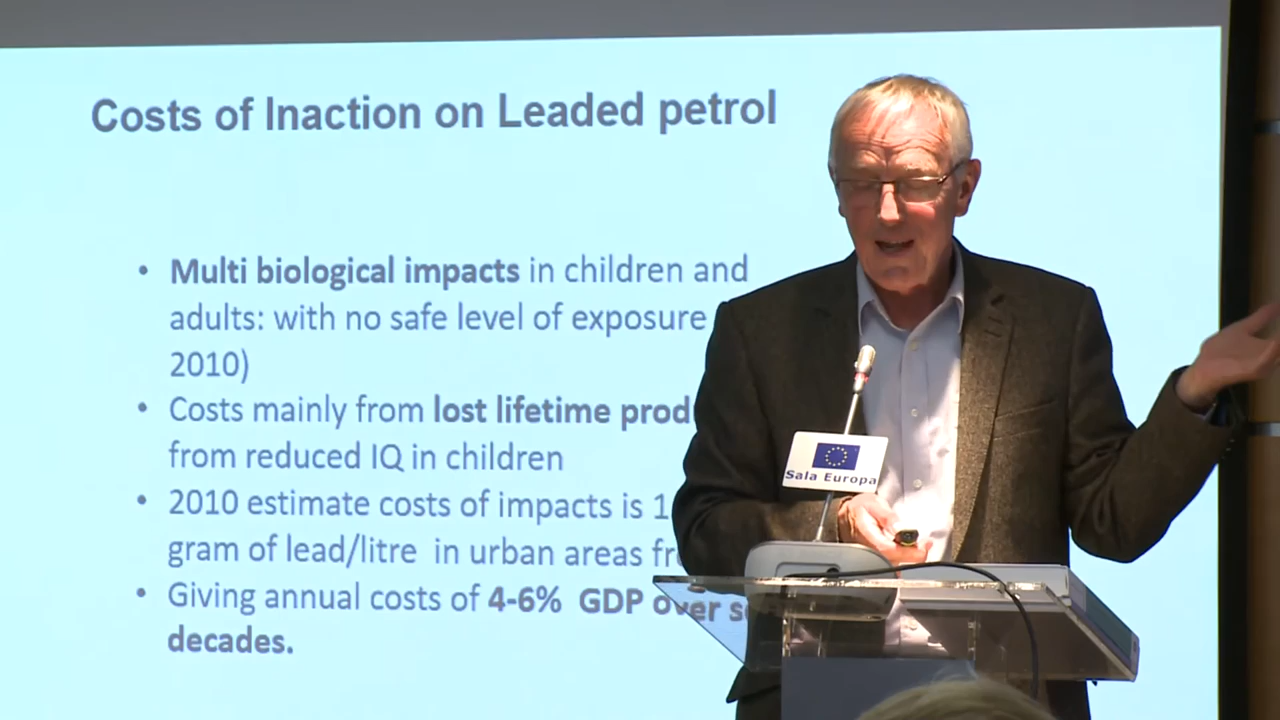 Costs of Inaction on Leaded petrol
• Multi biological impacts in children and
adults: with no safe level of exposure
2010)
• Costs mainly from lost lifetime prod
from reduced IQ in children
• 2010 estimate costs of impacts is 1
gram of lead/litre in urban areas
• Giving annual costs of 4-6% GDP over
decades.
Sala Europa